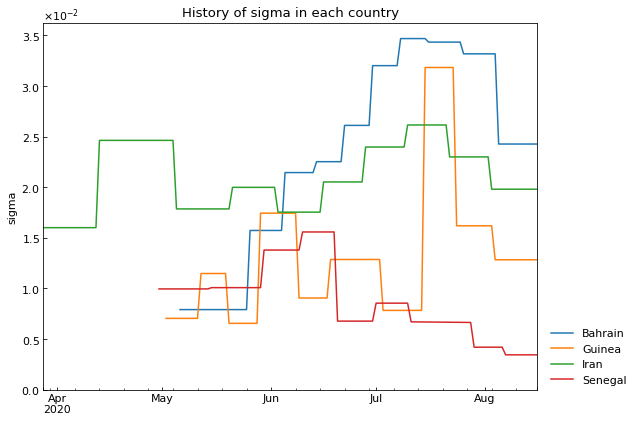 History of sigma in each country
×10⁻²
3.5
3.0
2.5
2.0
1.5
1.0
0.5
0.0
sigma
Apr
2020
May
Jun
Jul
Aug
Bahrain
Guinea
Iran
Senegal